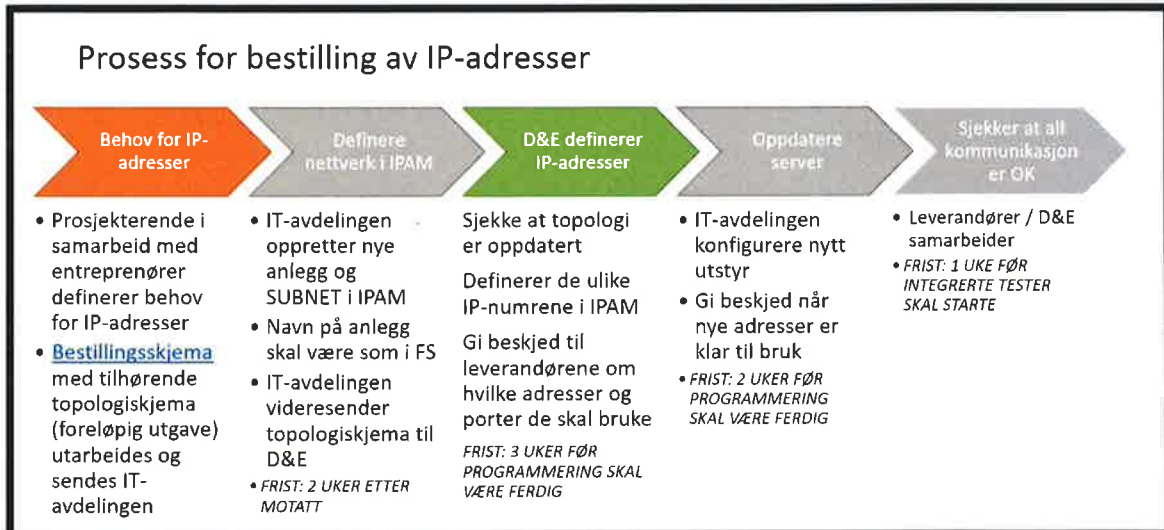 Prosess for bestilling av IP-adresser
Behov for IP-
adresser
Definere
nettverk i IPAM
D&E definerer
IP-adresser
Oppdatere
server
Sjekker at all
kommunikasjon
er OK
• Prosjekterende i
samarbeid med
entreprenører
definerer behov
for IP-adresser
• Bestillingsskjema
med tilhørende
topologiskjema
(foreløpig utgave)
utarbeides og
sendes IT-
avdelingen
• IT-avdelingen
oppretter nye
anlegg og
SUBNET i IPAM
• Navn på anlegg
skal være som i FS
• IT-avdelingen
videresender
topologiskjema til
D&E
• FRIST: 2 UKER ETTER
MOTATT
Sjekke at topologi
er oppdatert
Definerer de ulike
IP-numrene i IPAM
Gi beskjed til
leverandørene om
hvilke adresser og
porter de skal bruke
FRIST: 3 UKER FØR
PROGRAMMERING SKAL
VÆRE FERDIG
• IT-avdelingen
konfigurere nytt
utstyr
• Gi beskjed når
nye adresser er
klar til bruk
• FRIST: 2 UKER FØR
PROGRAMMERING
SKAL VÆRE FERDIG
• Leverandører / D&E
samarbeider
• FRIST: 1 UKE FØR
INTEGRERTE TESTER
SKAL STARTE